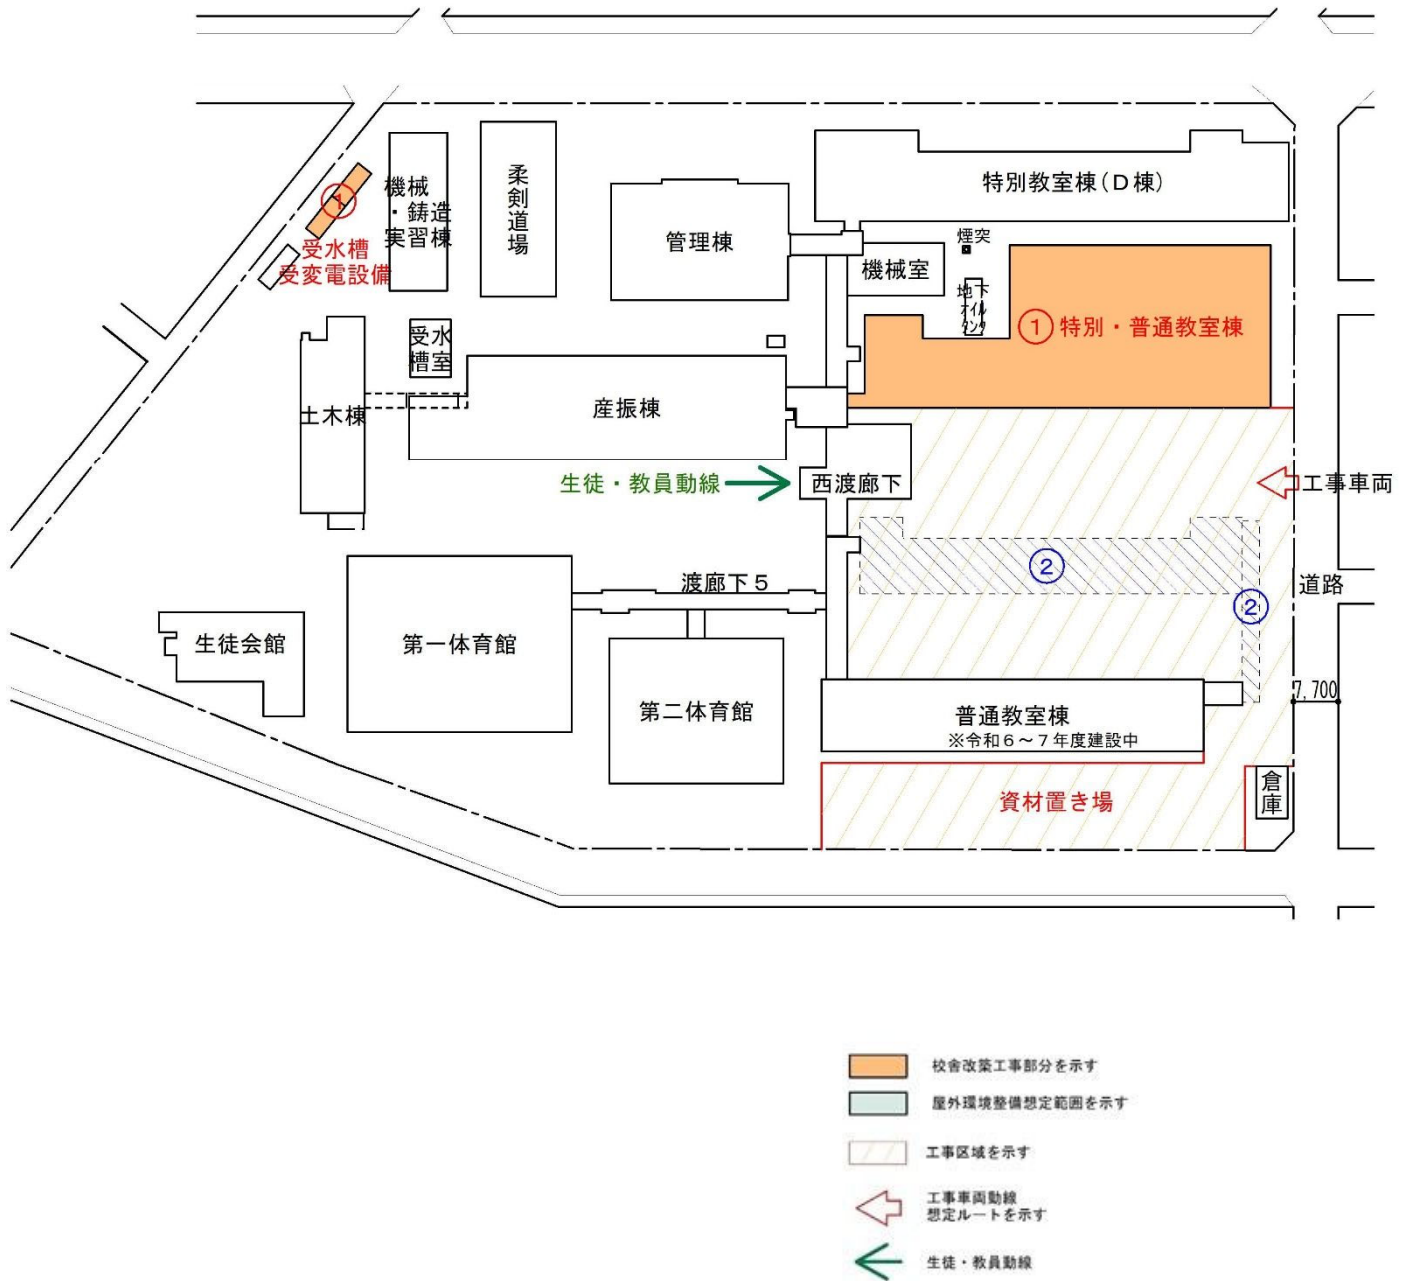 特別教室棟(D棟)
柔剣道場
機械
・鋳造
実習棟
管理棟
煙突
機械室
地下
オイル
タンク
①
受水槽
受変電設備
受水
槽室
① 特別・普通教室棟
土木棟
産振棟
生徒・教員動線
西渡廊下
工事車両
②
②
道路
渡廊下5
生徒会館
第一体育館
第二体育館
7,700
普通教室棟
※令和6~7年度建設中
倉庫
資材置き場
校舎改築工事部分を示す
屋外環境整備想定範囲を示す
工事区域を示す
工事車両動線
想定ルートを示す
生徒・教員動線